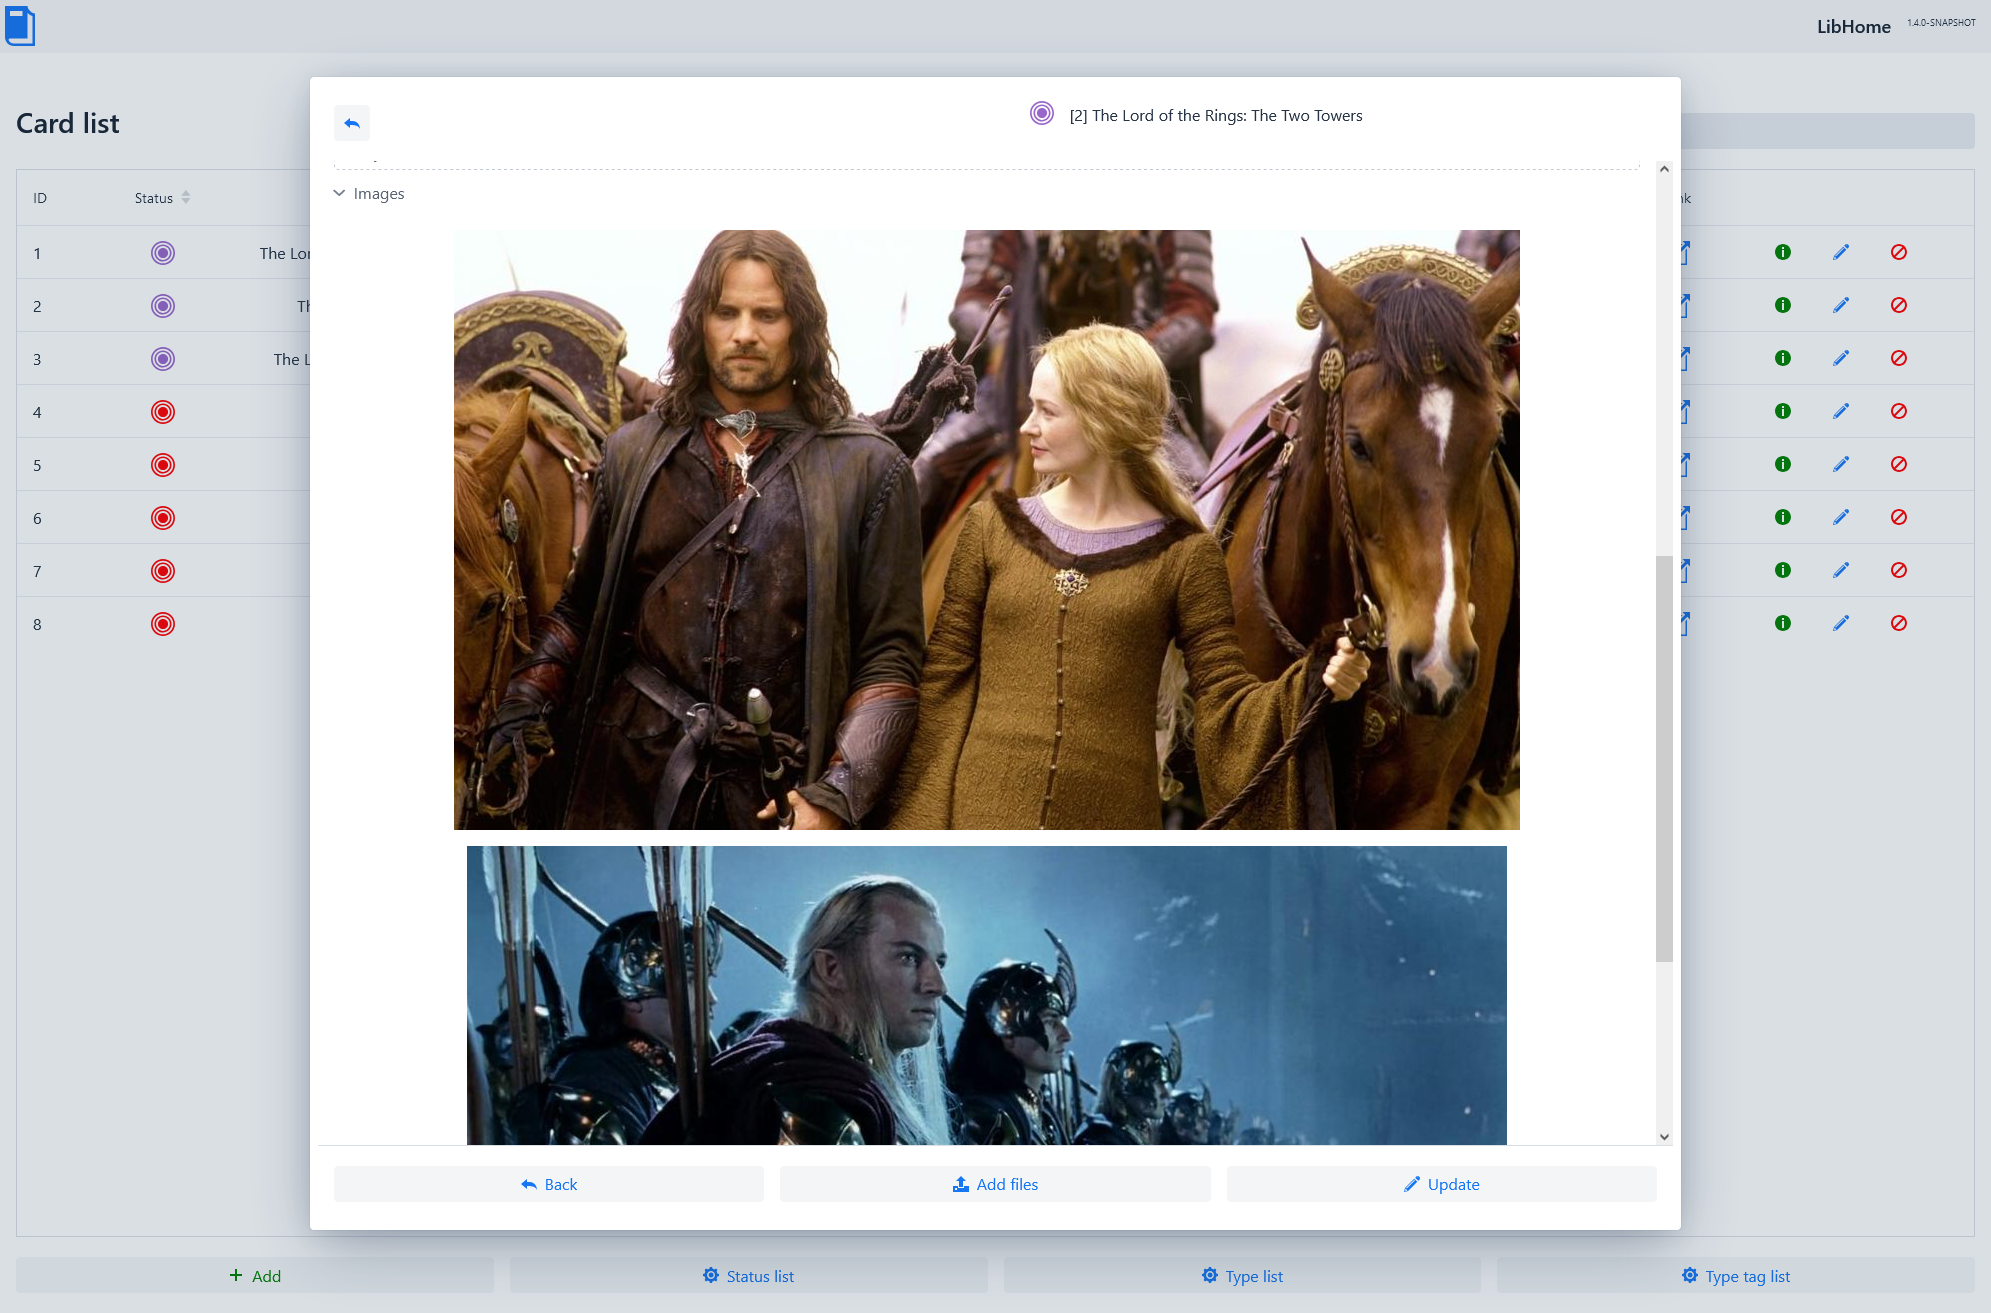 LibHome 1.4.0-SNAPSHOT
Card list
[2] The Lord of the Rings: The Two Towers
Images
ID Status
1
The Lor
2
3
The L
4
5
6
7
8
Back
Add files
Update
Add
Status list
Type list
Type tag list